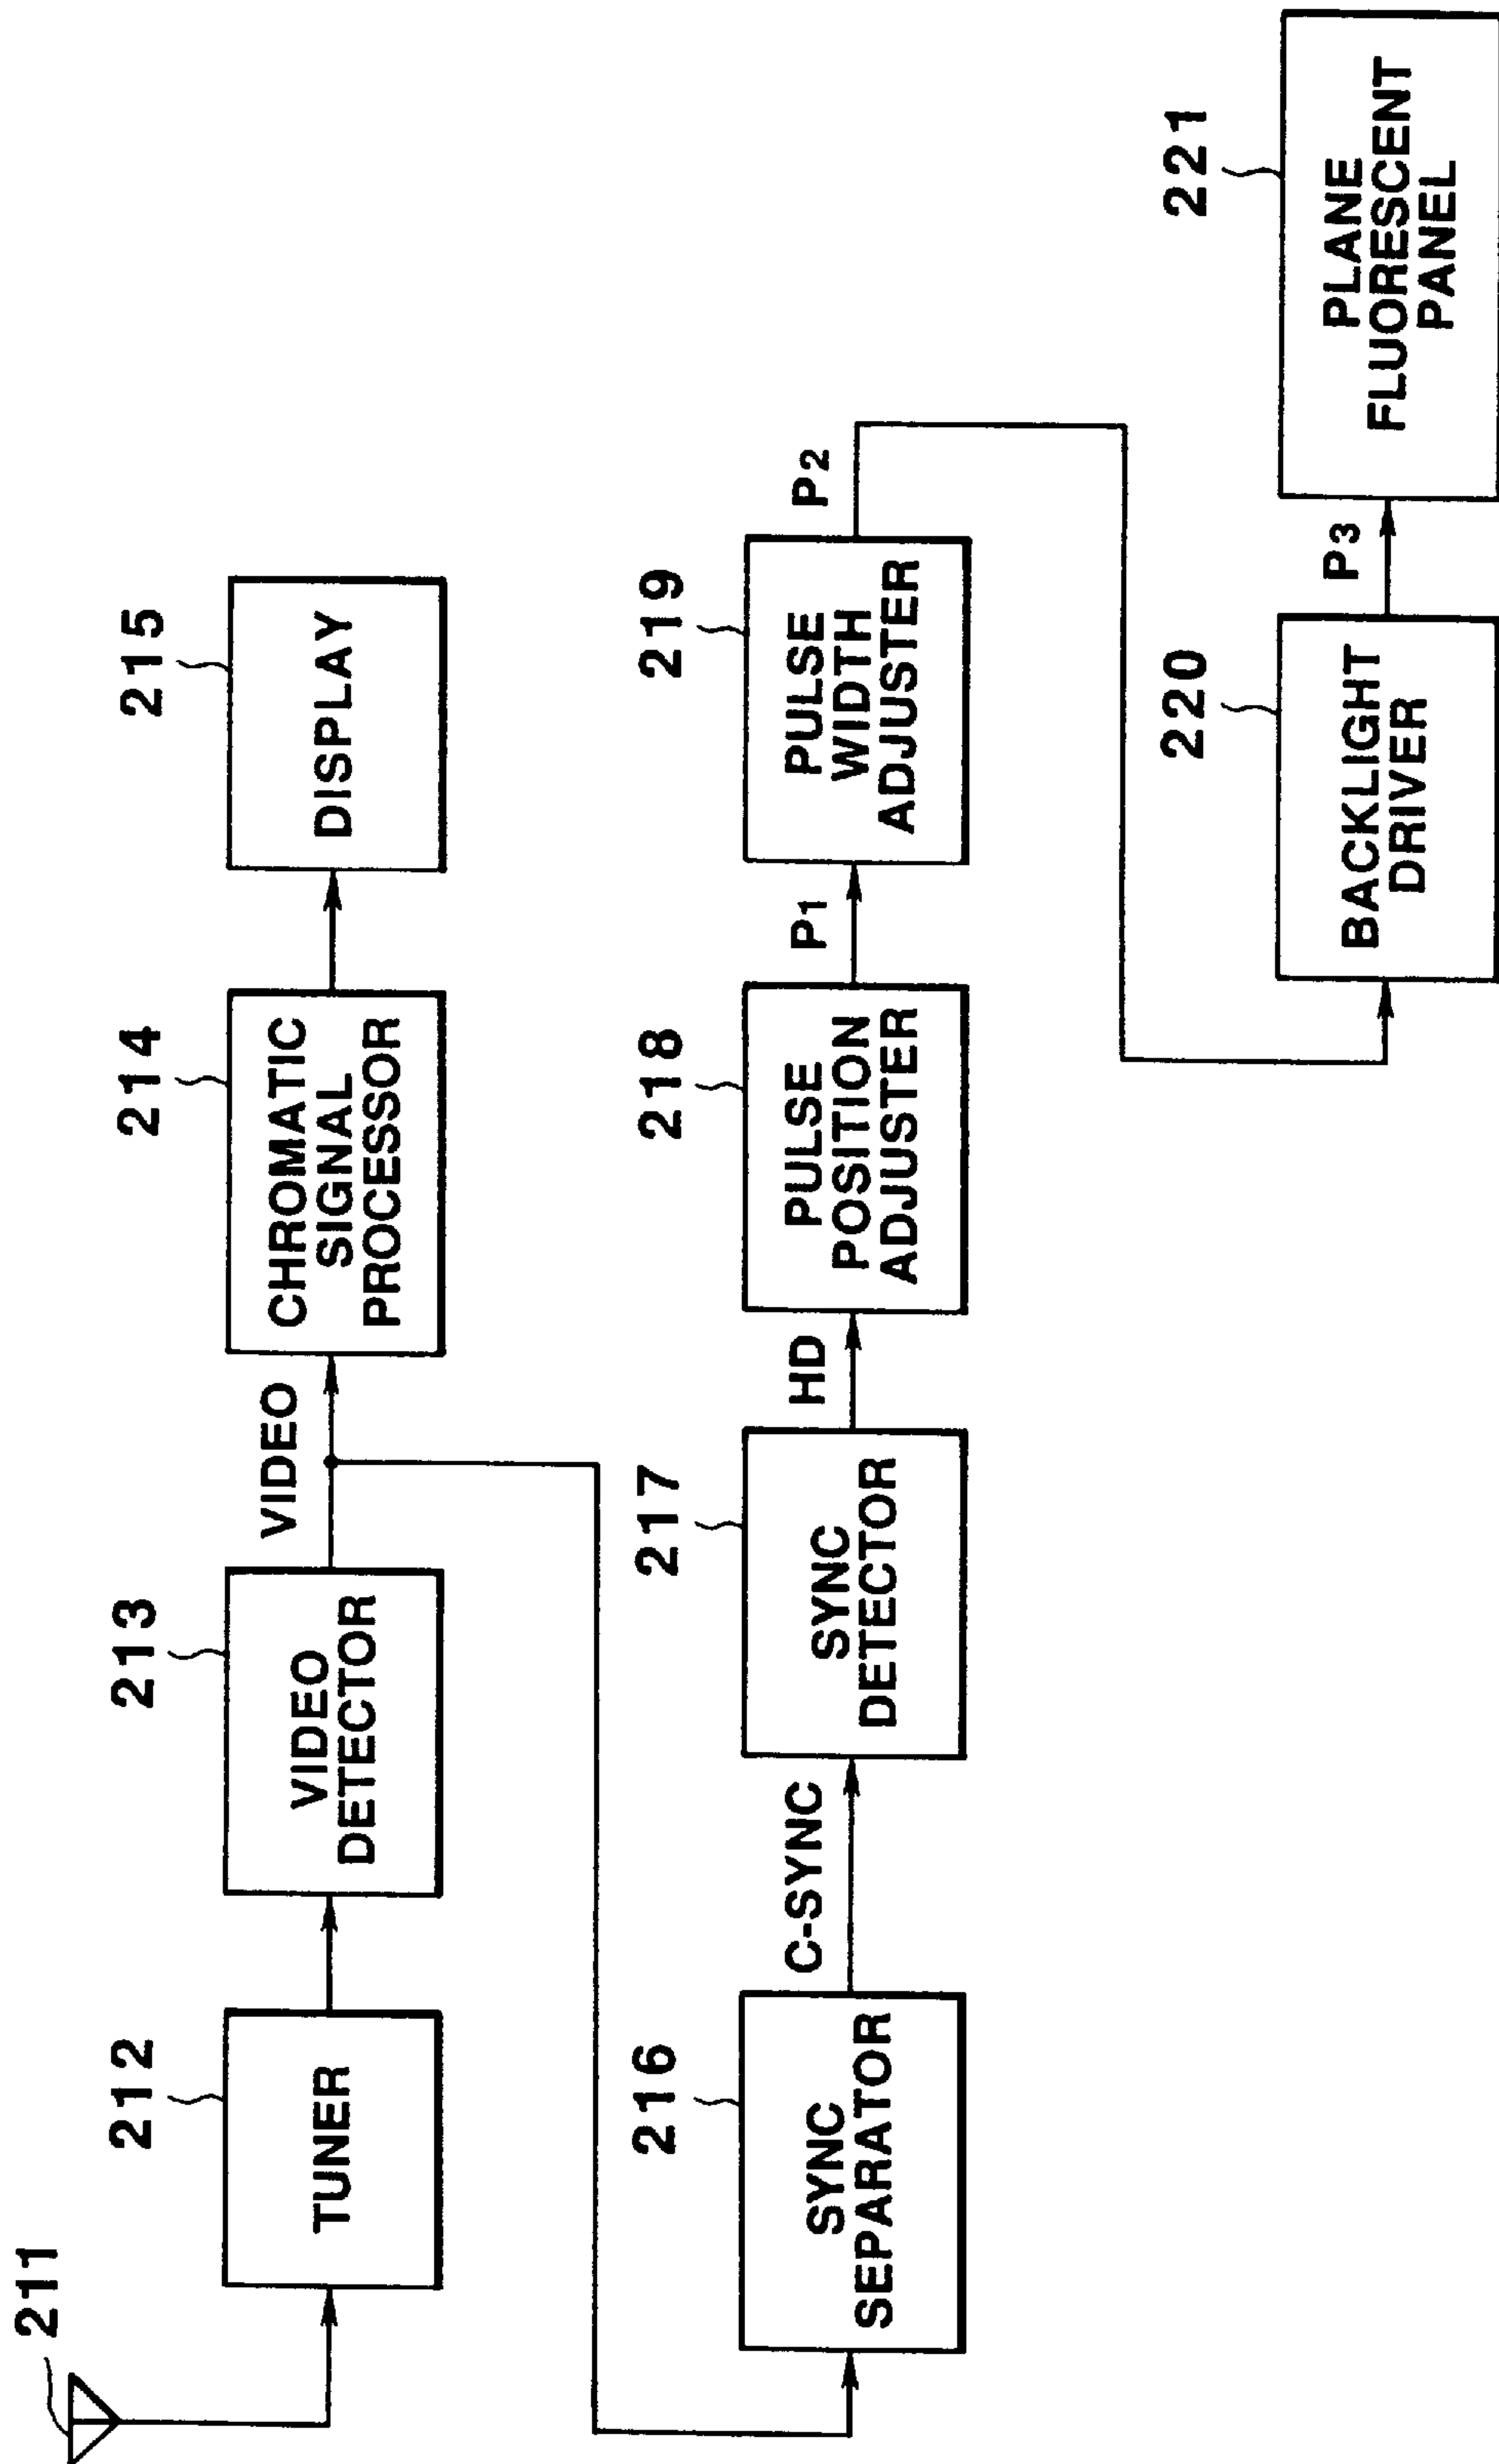 211
212
TUNER
213
VIDEO
DETECTOR
VIDEO
214
CHROMATIC
SIGNAL
PROCESSOR
215
DISPLAY
216
SYNC
SEPARATOR
C-SYNC
217
SYNC
DETECTOR
HD
218
PULSE
POSITION
ADJUSTER
P1
219
PULSE
WIDTH
ADJUSTER
P2
220
BACKLIGHT
DRIVER
P3
221
PLANE
FLUORESCENT
PANEL